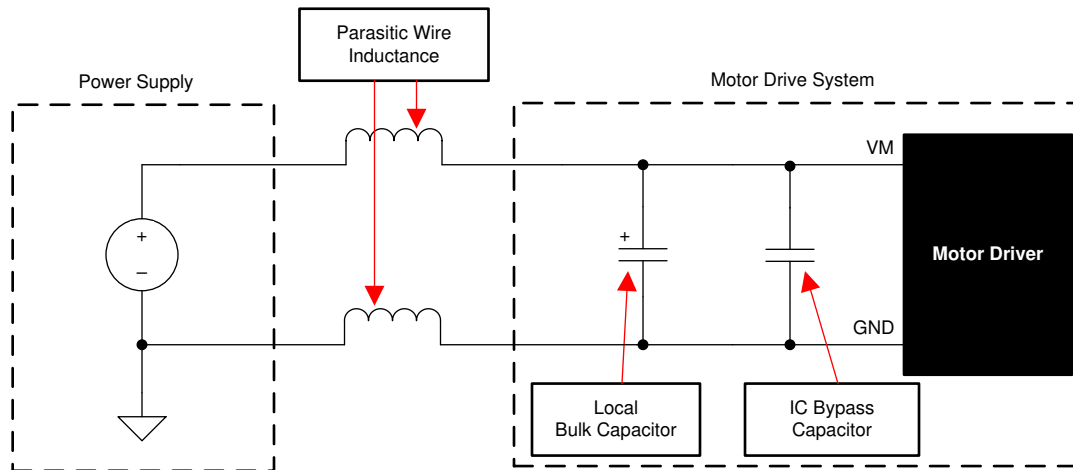 Parasitic Wire
Inductance
Power Supply
Motor Drive System
VM
+
–
+
Motor Driver
GND
Local
Bulk Capacitor
IC Bypass
Capacitor